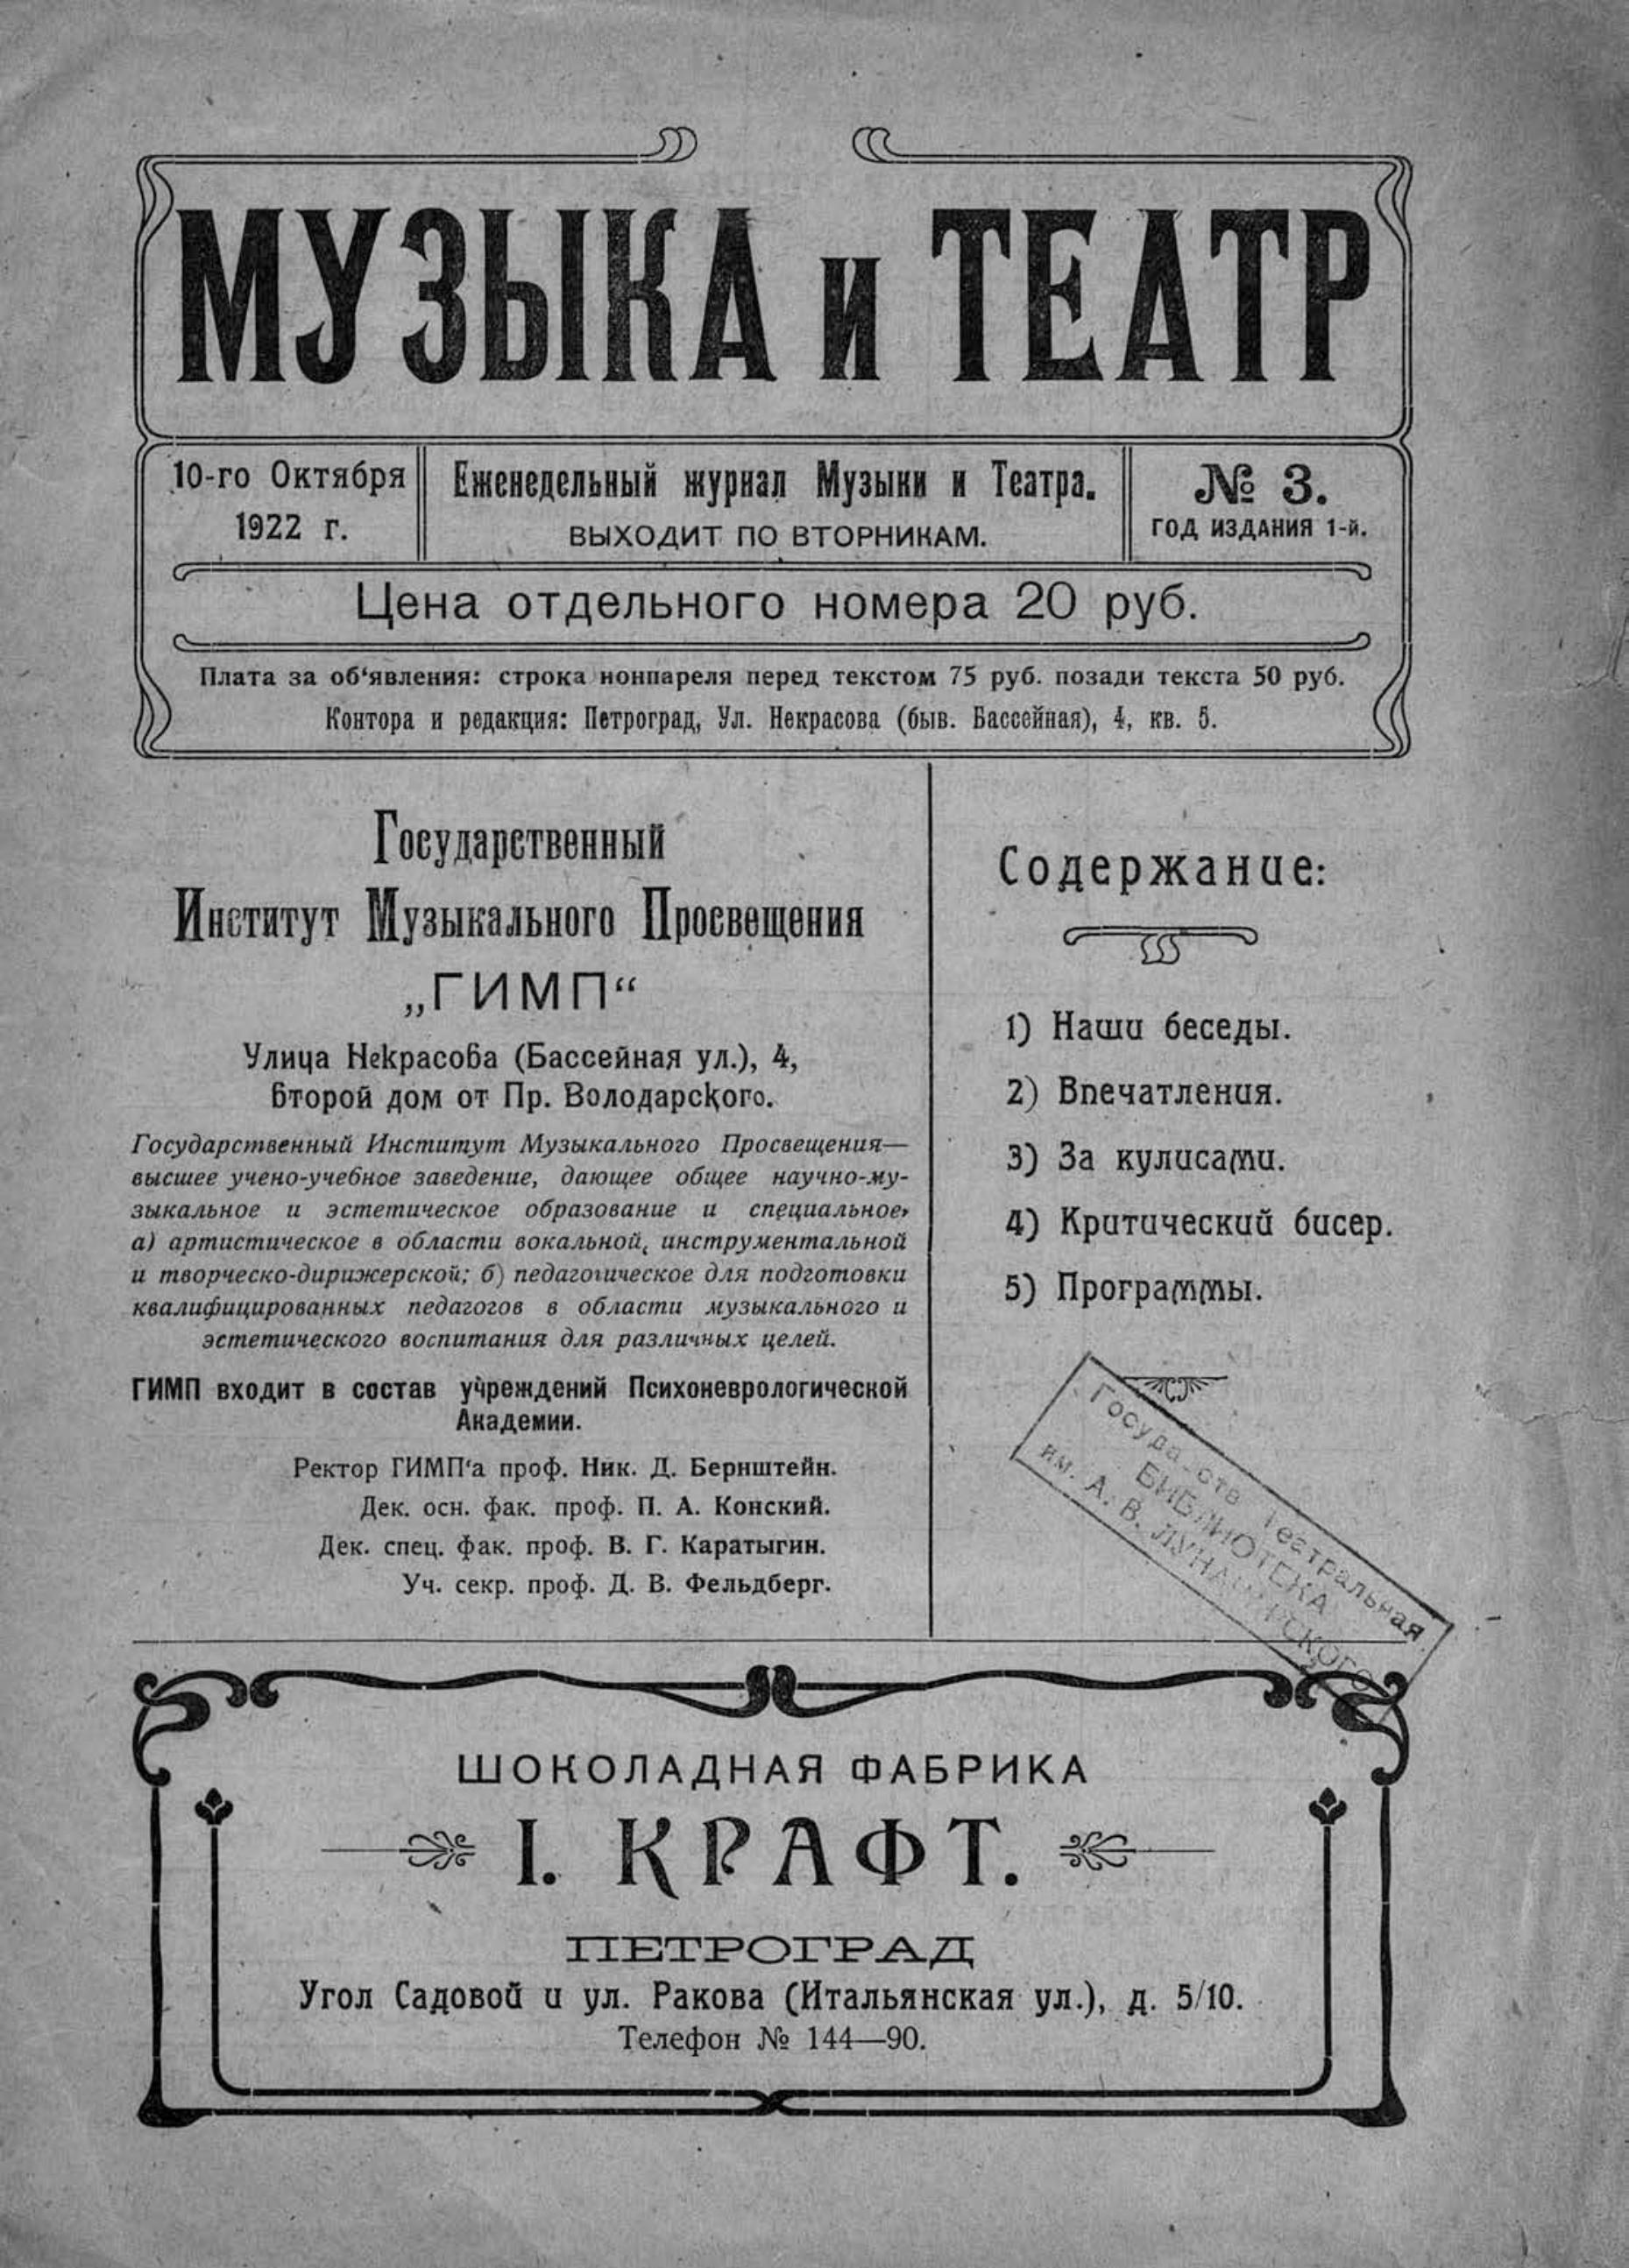 МУЗЫКА и ТЕАТР
10-го Октября
1922 г.
Еженедельный журнал Музыки и Театра.
ВЫХОДИТ ПО ВТОРНИКАМ.
№ 3.
ГОД ИЗДАНИЯ 1-й.
Цена отдельного номера 20 руб.
Плата за об‘явления: строка нонпареля перед текстом 75 руб. позади текста 50 руб.
Контора и редакция: Петроград, Ул. Некрасова (быв. Бассейная), 4, кв. 5.
Государственный
Институт Музыкального Просвещения
„ГИМП“
Улица Некрасова (Бассейная ул.), 4,
второй дом от Пр. Володарского.
Государственный Институт Музыкального Просвещения—
высшее учено-учебное заведение, дающее общее научно-му-
зыкальное и эстетическое образование и специальное,
а) артистическое в области вокальной, инструментальной
и творческо-дирижерской; б) педагогическое для подготовки
квалифицированных педагогов в области музыкального и
эстетического воспитания для различных целей.
ГИМП входит в состав учреждений Психоневрологической
Академии.
Ректор ГИМП‘а проф. Ник. Д. Бернштейн.
Дек. осн. фак. проф. П. А. Конский.
Дек. спец. фак. проф. В. Г. Каратыгин.
Уч. секр. проф. Д. В. Фельдберг.
Содержание:
1) Наши беседы.
2) Впечатления.
3) За кулисами.
4) Критический бисер.
5) Программы.
Театральная
БИБЛИОТЕКА
им. А. В. ЛУНАЧАРСКОГО
ШОКОЛАДНАЯ ФАБРИКА
І. КРАФТ.
ПЕТРОГРАД
Угол Садовой и ул. Ракова (Итальянская ул.), д. 5/10.
Телефон № 144—90.